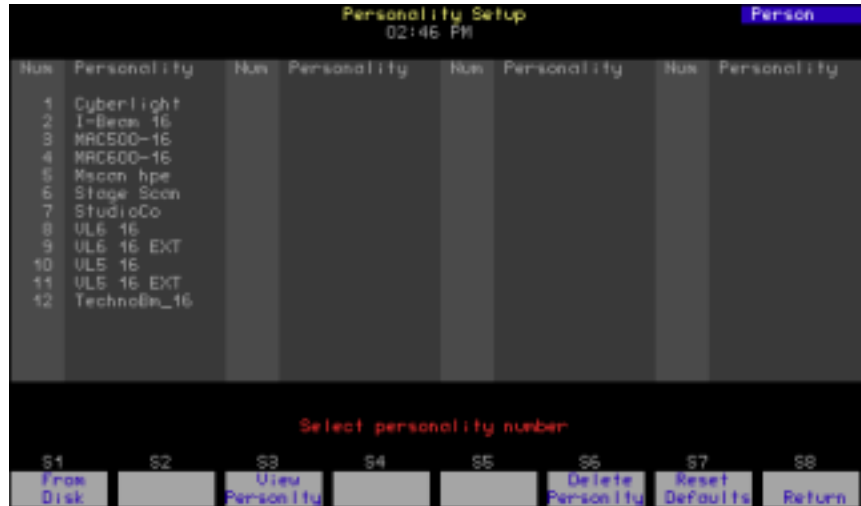 Personality Setup
Person
02:46 PM
Num Personality Num Personality Num Personality Num Personality
1 Cyberlight
2 I-Beam 16
3 MAC500-16
4 MAC600-16
5 Mscan hpe
6 Stage Scan
7 StudioCo
8 VL6 16
9 VL6 16 EXT
10 VL5 16
11 VL5 16 EXT
12 TechnoBm_16
Select personality number
S1 S2 S3 S4 S5 S6 S7 S8
From View Delete Reset
Disk Personlty Personlty Defaults Return